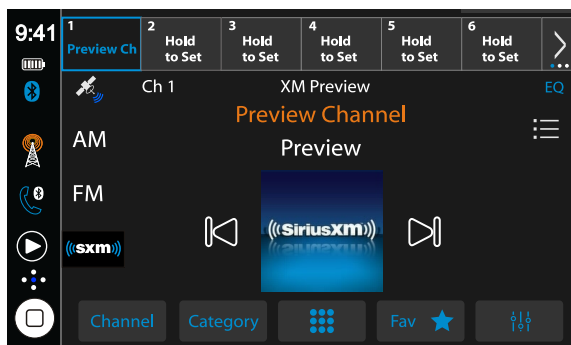 9:41
1
Preview Ch
2
Hold
to Set
3
Hold
to Set
4
Hold
to Set
5
Hold
to Set
6
Hold
to Set
Ch 1
XM Preview
EQ
Preview Channel
Preview
AM
FM
((sxm))
((SiriusXm))
Channel
Category
Fav